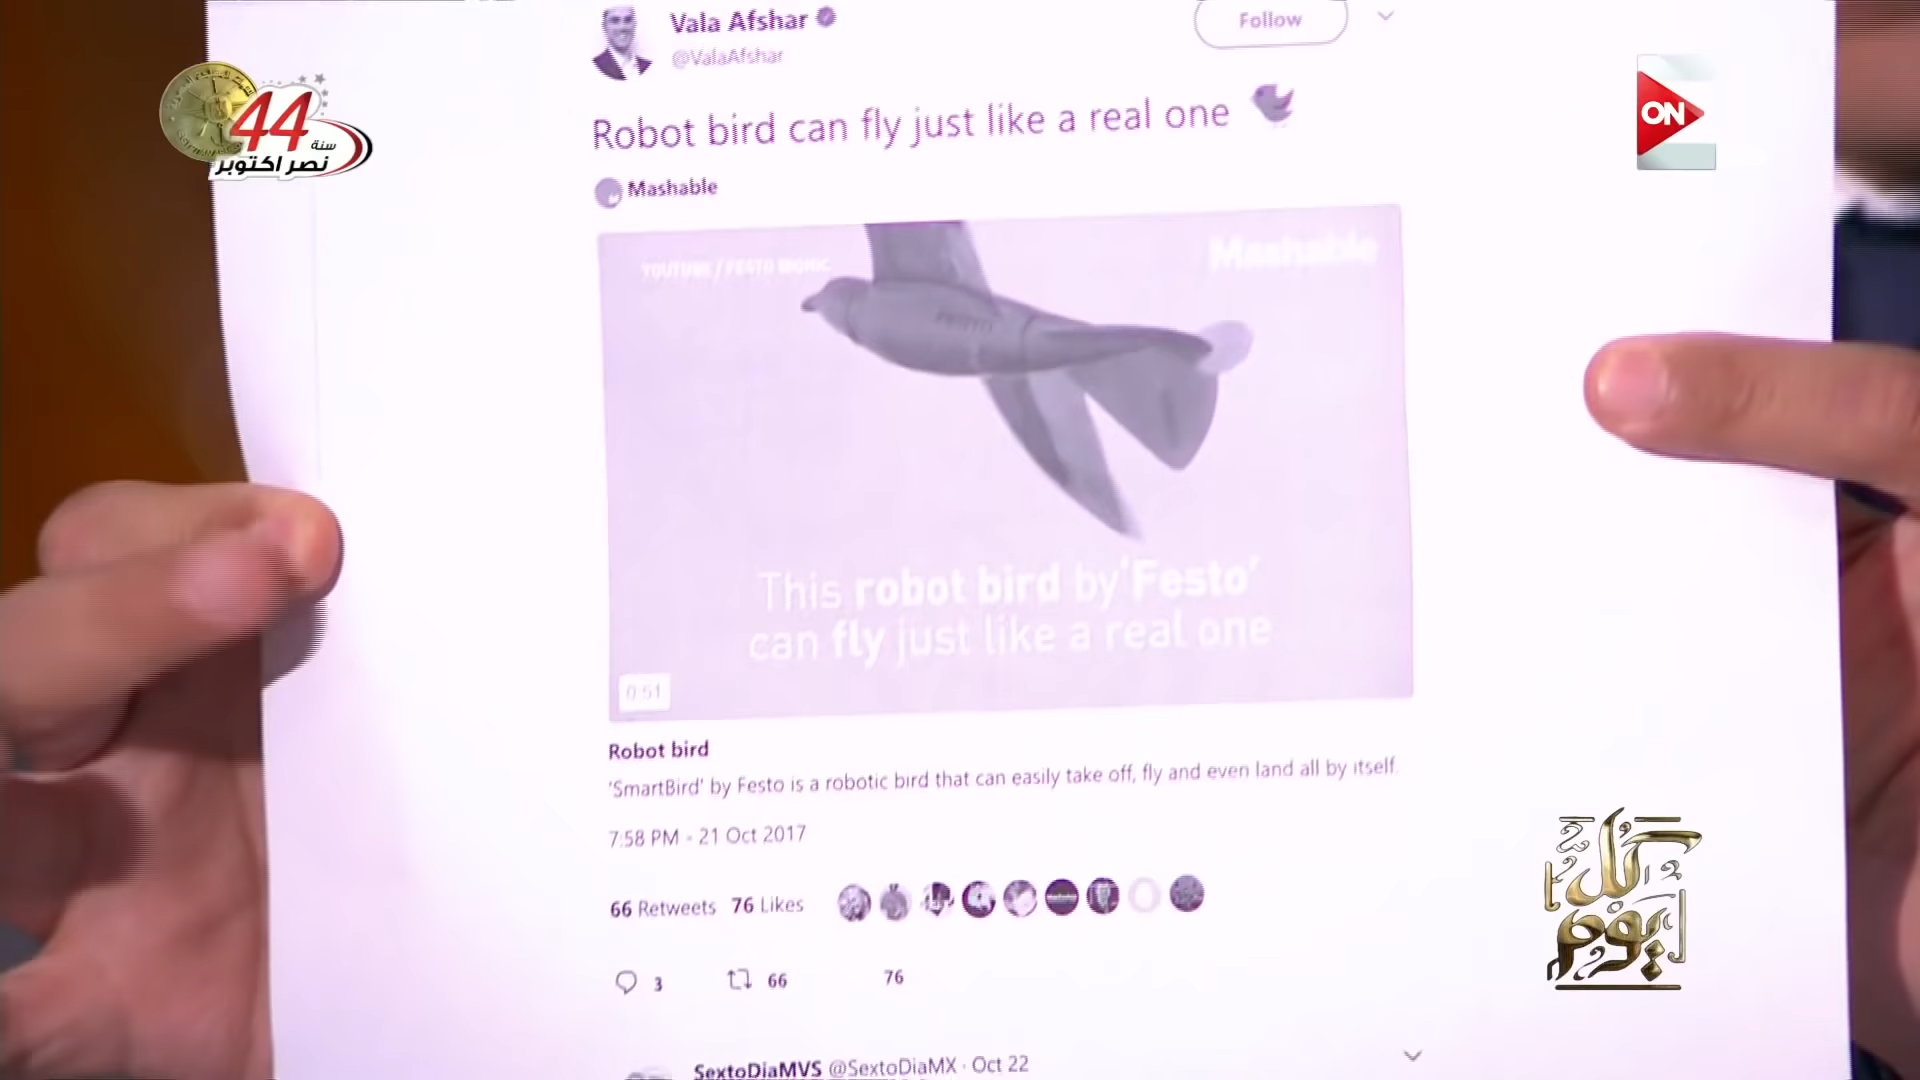 Vala Afshar
@ValaAfshar
Follow
44
سنة
نصر اكتوبر
ON
Robot bird can fly just like a real one
Mashable
YOUTUBE / FESTO BIONIC
Mashable
FESTO
This robot bird by 'Festo'
can fly just like a real one
0:51
Robot bird
'SmartBird' by Festo is a robotic bird that can easily take off, fly and even land all by itself.
7:58 PM - 21 Oct 2017
66 Retweets 76 Likes
3 66 76
كل يوم
SextoDiaMVS @SextoDiaMX · Oct 22